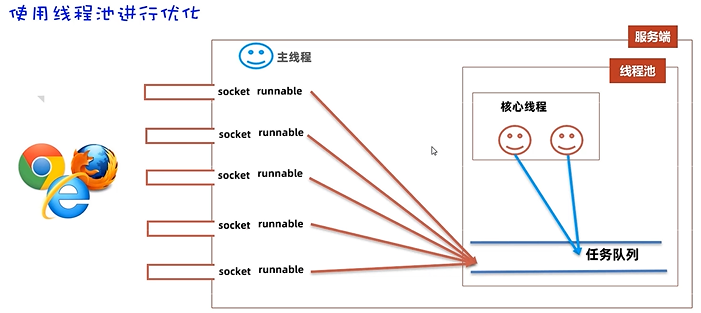 使用线程池进行优化
服务端
主线程
线程池
socket runnable
核心线程
socket runnable
socket runnable
socket runnable
任务队列
socket runnable